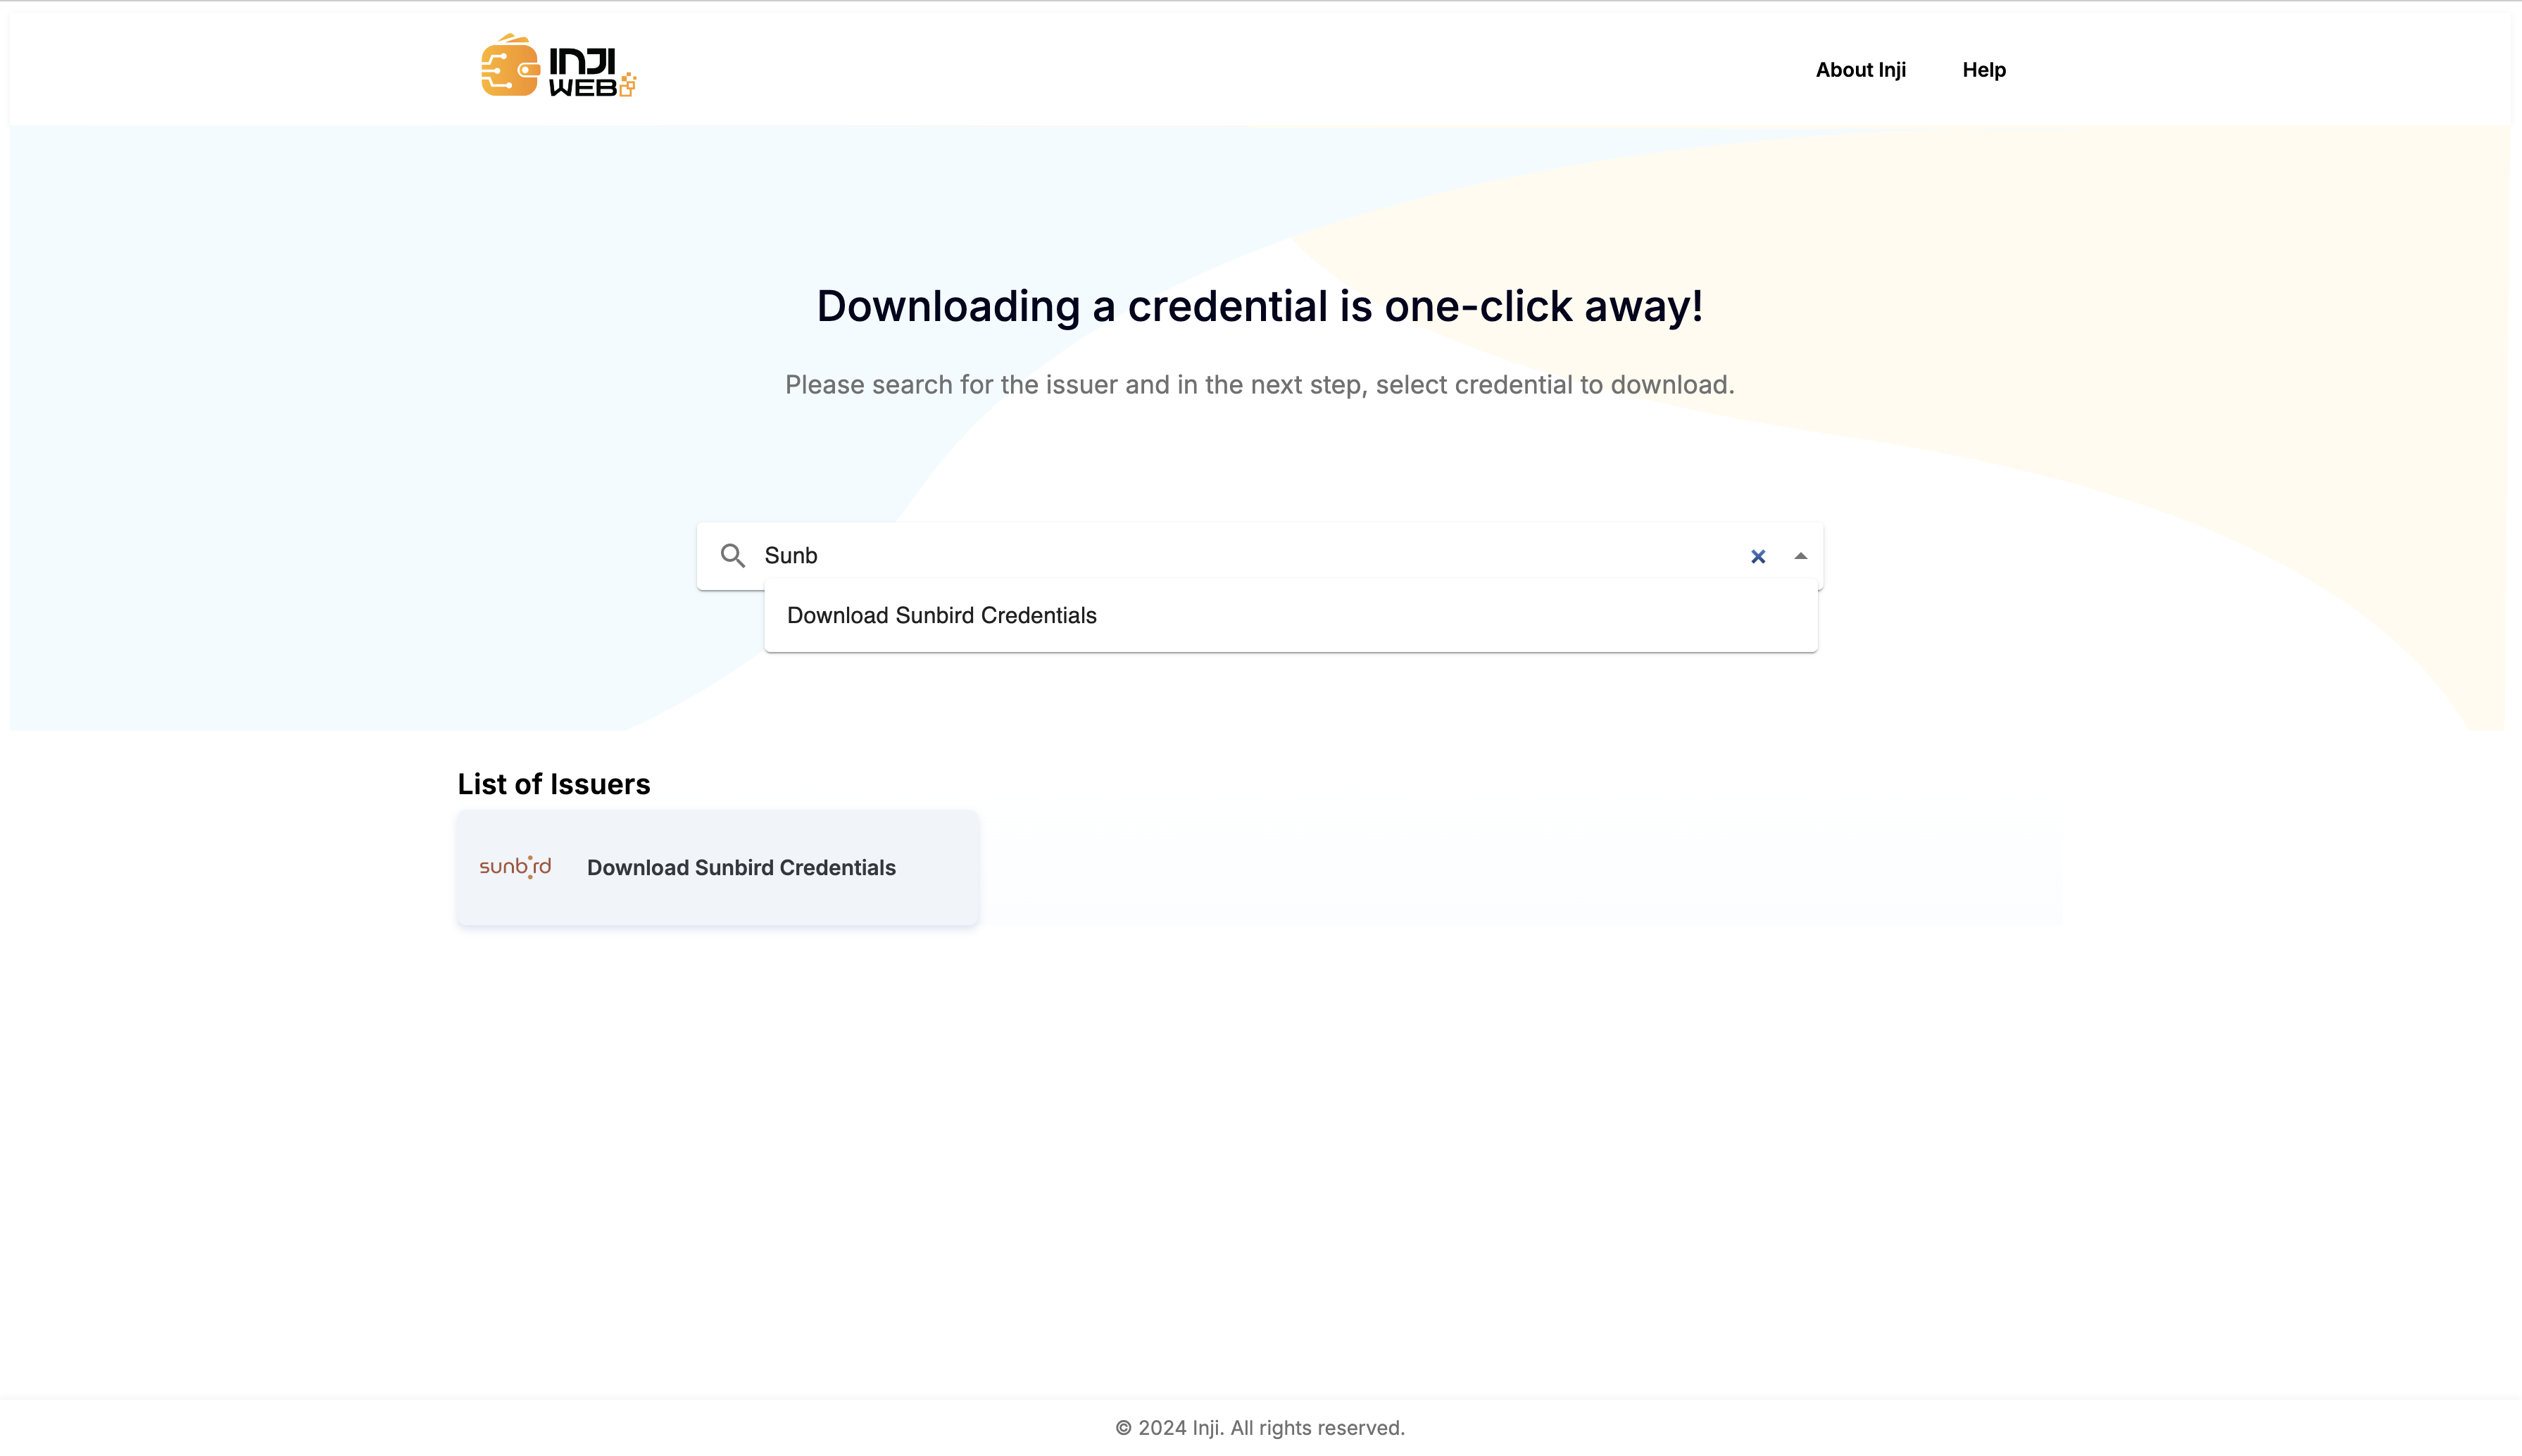 INJI
WEB
About Inji
Help
Downloading a credential is one-click away!
Please search for the issuer and in the next step, select credential to download.
Sunb
Download Sunbird Credentials
List of Issuers
sunbird
Download Sunbird Credentials
© 2024 Inji. All rights reserved.